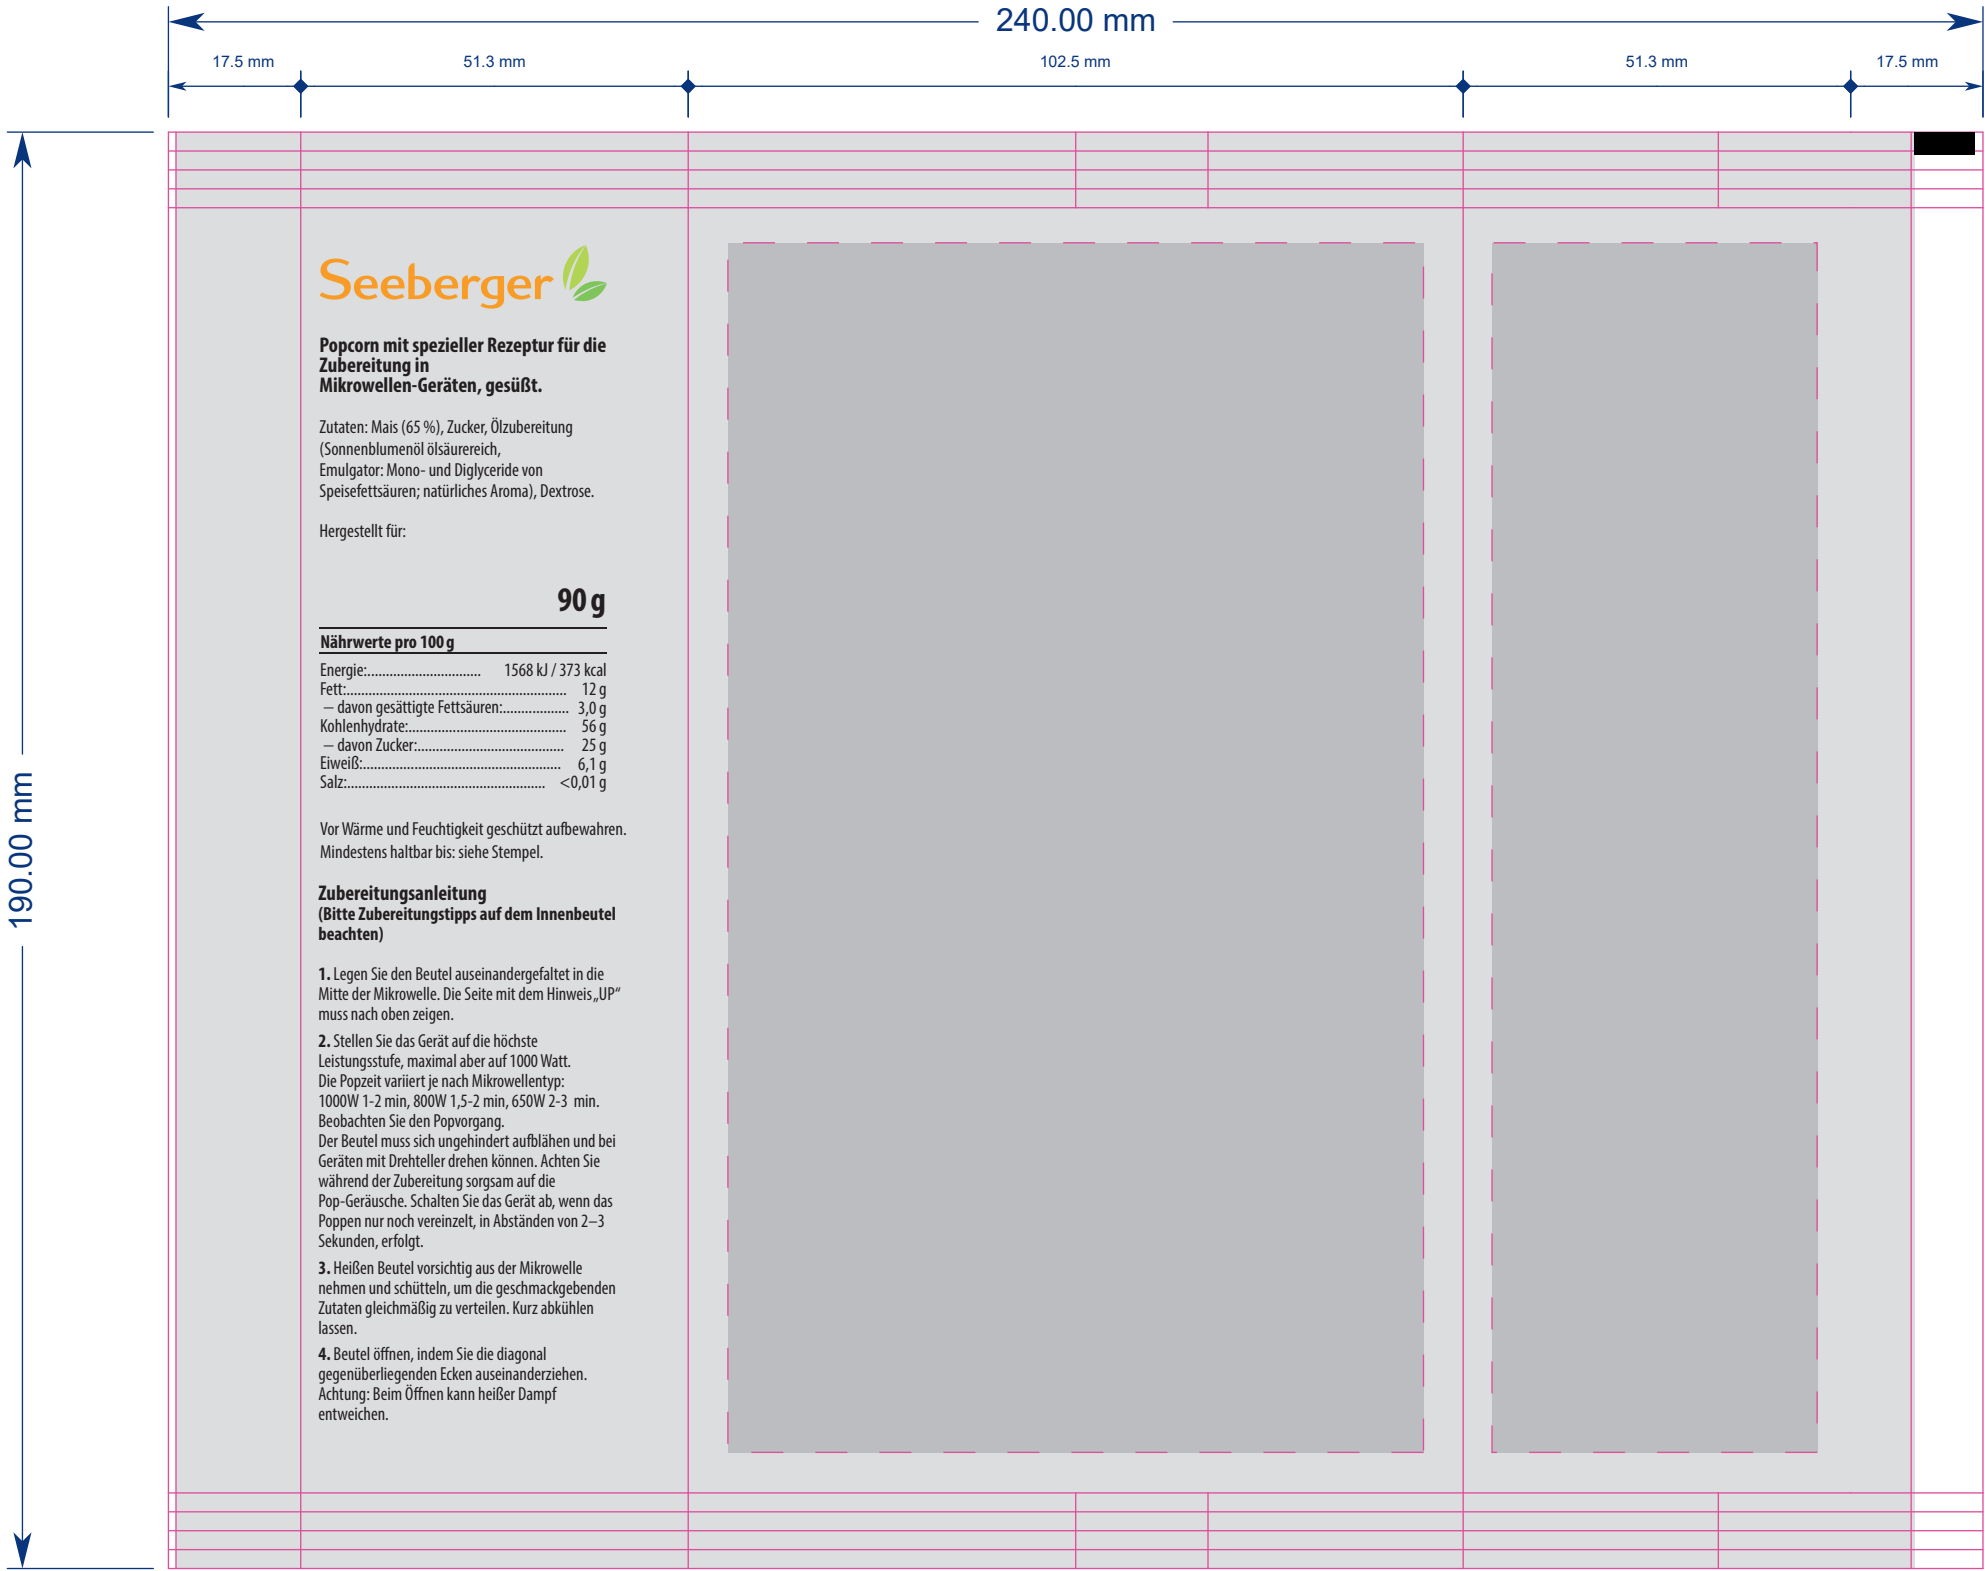 240.00 mm
17.5 mm 51.3 mm 102.5 mm 51.3 mm 17.5 mm
190.00 mm
Seeberger
Popcorn mit spezieller Rezeptur für die
Zubereitung in
Mikrowellen-Geräten, gesüßt.
Zutaten: Mais (65 %), Zucker, Ölzubereitung
(Sonnenblumenöl ölsäurereich,
Emulgator: Mono- und Diglyceride von
Speisefettsäuren; natürliches Aroma), Dextrose.
Hergestellt für:
90 g
Nährwerte pro 100 g
Energie:............................... 1568 kJ / 373 kcal
Fett:............................................................ 12 g
– davon gesättigte Fettsäuren:.................. 3,0 g
Kohlenhydrate:........................................... 56 g
– davon Zucker:........................................ 25 g
Eiweiß:...................................................... 6,1 g
Salz:...................................................... <0,01 g
Vor Wärme und Feuchtigkeit geschützt aufbewahren.
Mindestens haltbar bis: siehe Stempel.
Zubereitungsanleitung
(Bitte Zubereitungstipps auf dem Innenbeutel
beachten)
1. Legen Sie den Beutel auseinandergefaltet in die
Mitte der Mikrowelle. Die Seite mit dem Hinweis „UP“
muss nach oben zeigen.
2. Stellen Sie das Gerät auf die höchste
Leistungsstufe, maximal aber auf 1000 Watt.
Die Popzeit variiert je nach Mikrowellentyp:
1000W 1-2 min, 800W 1,5-2 min, 650W 2-3 min.
Beobachten Sie den Popvorgang.
Der Beutel muss sich ungehindert aufblähen und bei
Geräten mit Drehteller drehen können. Achten Sie
während der Zubereitung sorgsam auf die
Pop-Geräusche. Schalten Sie das Gerät ab, wenn das
Poppen nur noch vereinzelt, in Abständen von 2–3
Sekunden, erfolgt.
3. Heißen Beutel vorsichtig aus der Mikrowelle
nehmen und schütteln, um die geschmackgebenden
Zutaten gleichmäßig zu verteilen. Kurz abkühlen
lassen.
4. Beutel öffnen, indem Sie die diagonal
gegenüberliegenden Ecken auseinanderziehen.
Achtung: Beim Öffnen kann heißer Dampf
entweichen.